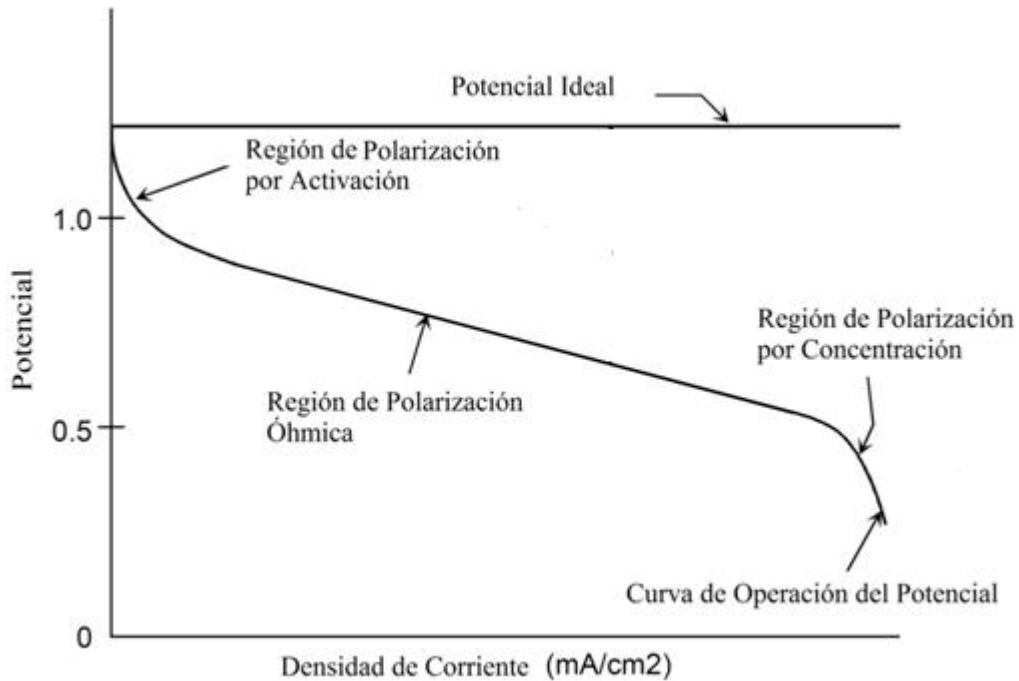 Potencial Ideal
Región de Polarización
por Activación
1.0
Potencial
Región de Polarización
por Concentración
Región de Polarización
Óhmica
0.5
Curva de Operación del Potencial
0
Densidad de Corriente (mA/cm2)